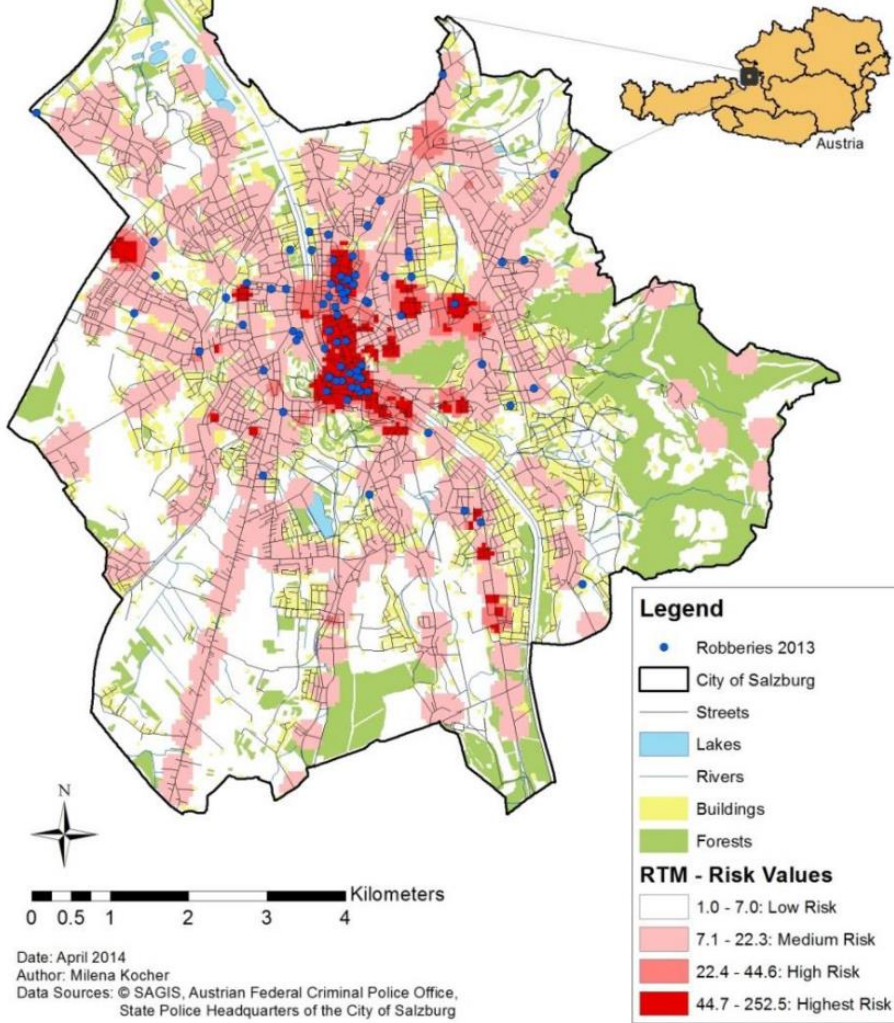 Austria
Legend
Robberies 2013
City of Salzburg
Streets
Lakes
Rivers
Buildings
Forests
RTM - Risk Values
1.0 - 7.0: Low Risk
7.1 - 22.3: Medium Risk
22.4 - 44.6: High Risk
44.7 - 252.5: Highest Risk
N
Kilometers
0 0.5 1 2 3 4
Date: April 2014
Author: Milena Kocher
Data Sources: © SAGIS, Austrian Federal Criminal Police Office,
State Police Headquarters of the City of Salzburg